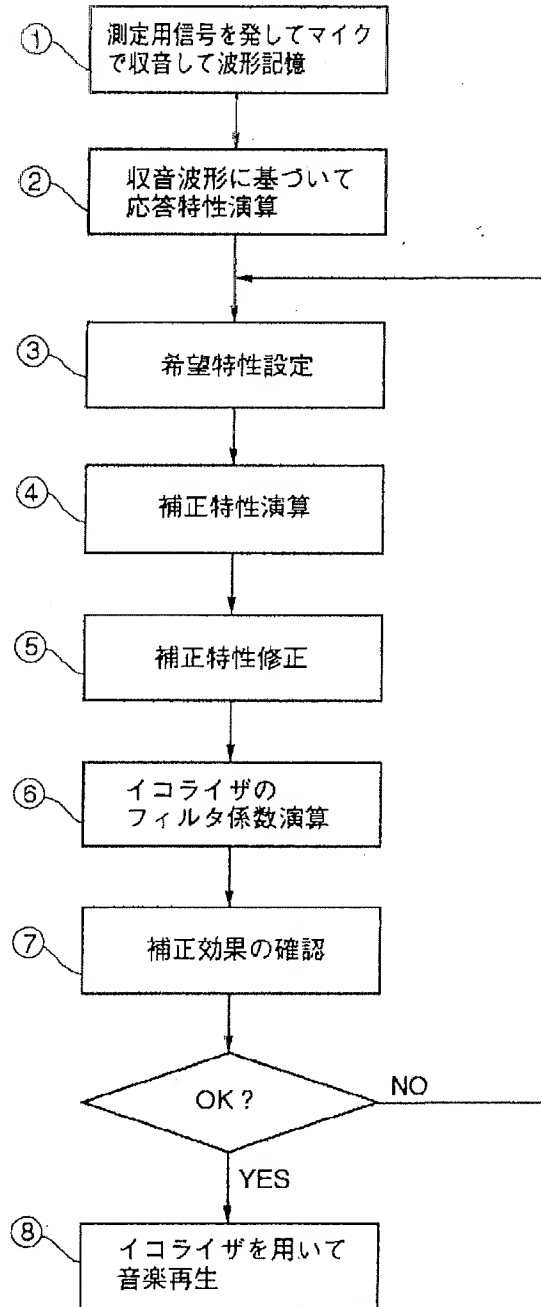 ①
測定用信号を発してマイク
で収音して波形記憶
②
収音波形に基づいて
応答特性演算
③
希望特性設定
④
補正特性演算
⑤
補正特性修正
⑥
イコライザの
フィルタ係数演算
⑦
補正効果の確認
OK?
NO
YES
⑧
イコライザを用いて
音楽再生